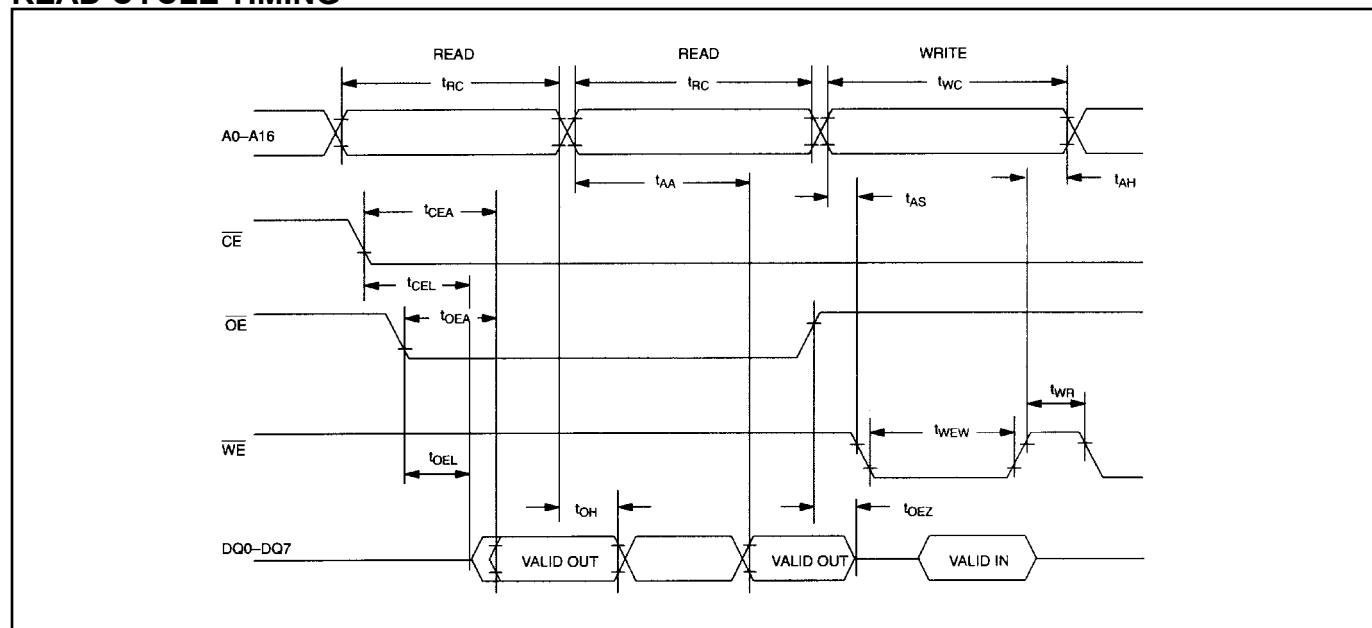 READ CYCLE TIMING
READ READ WRITE
tRC tRC tWC
A0–A16
tAA tAH
tAS
tCEA
CE
tCEL
tOEA
OE
tWR
tWEW
WE
tOEL
tOH tOEZ
DQ0–DQ7
VALID OUT VALID OUT VALID IN